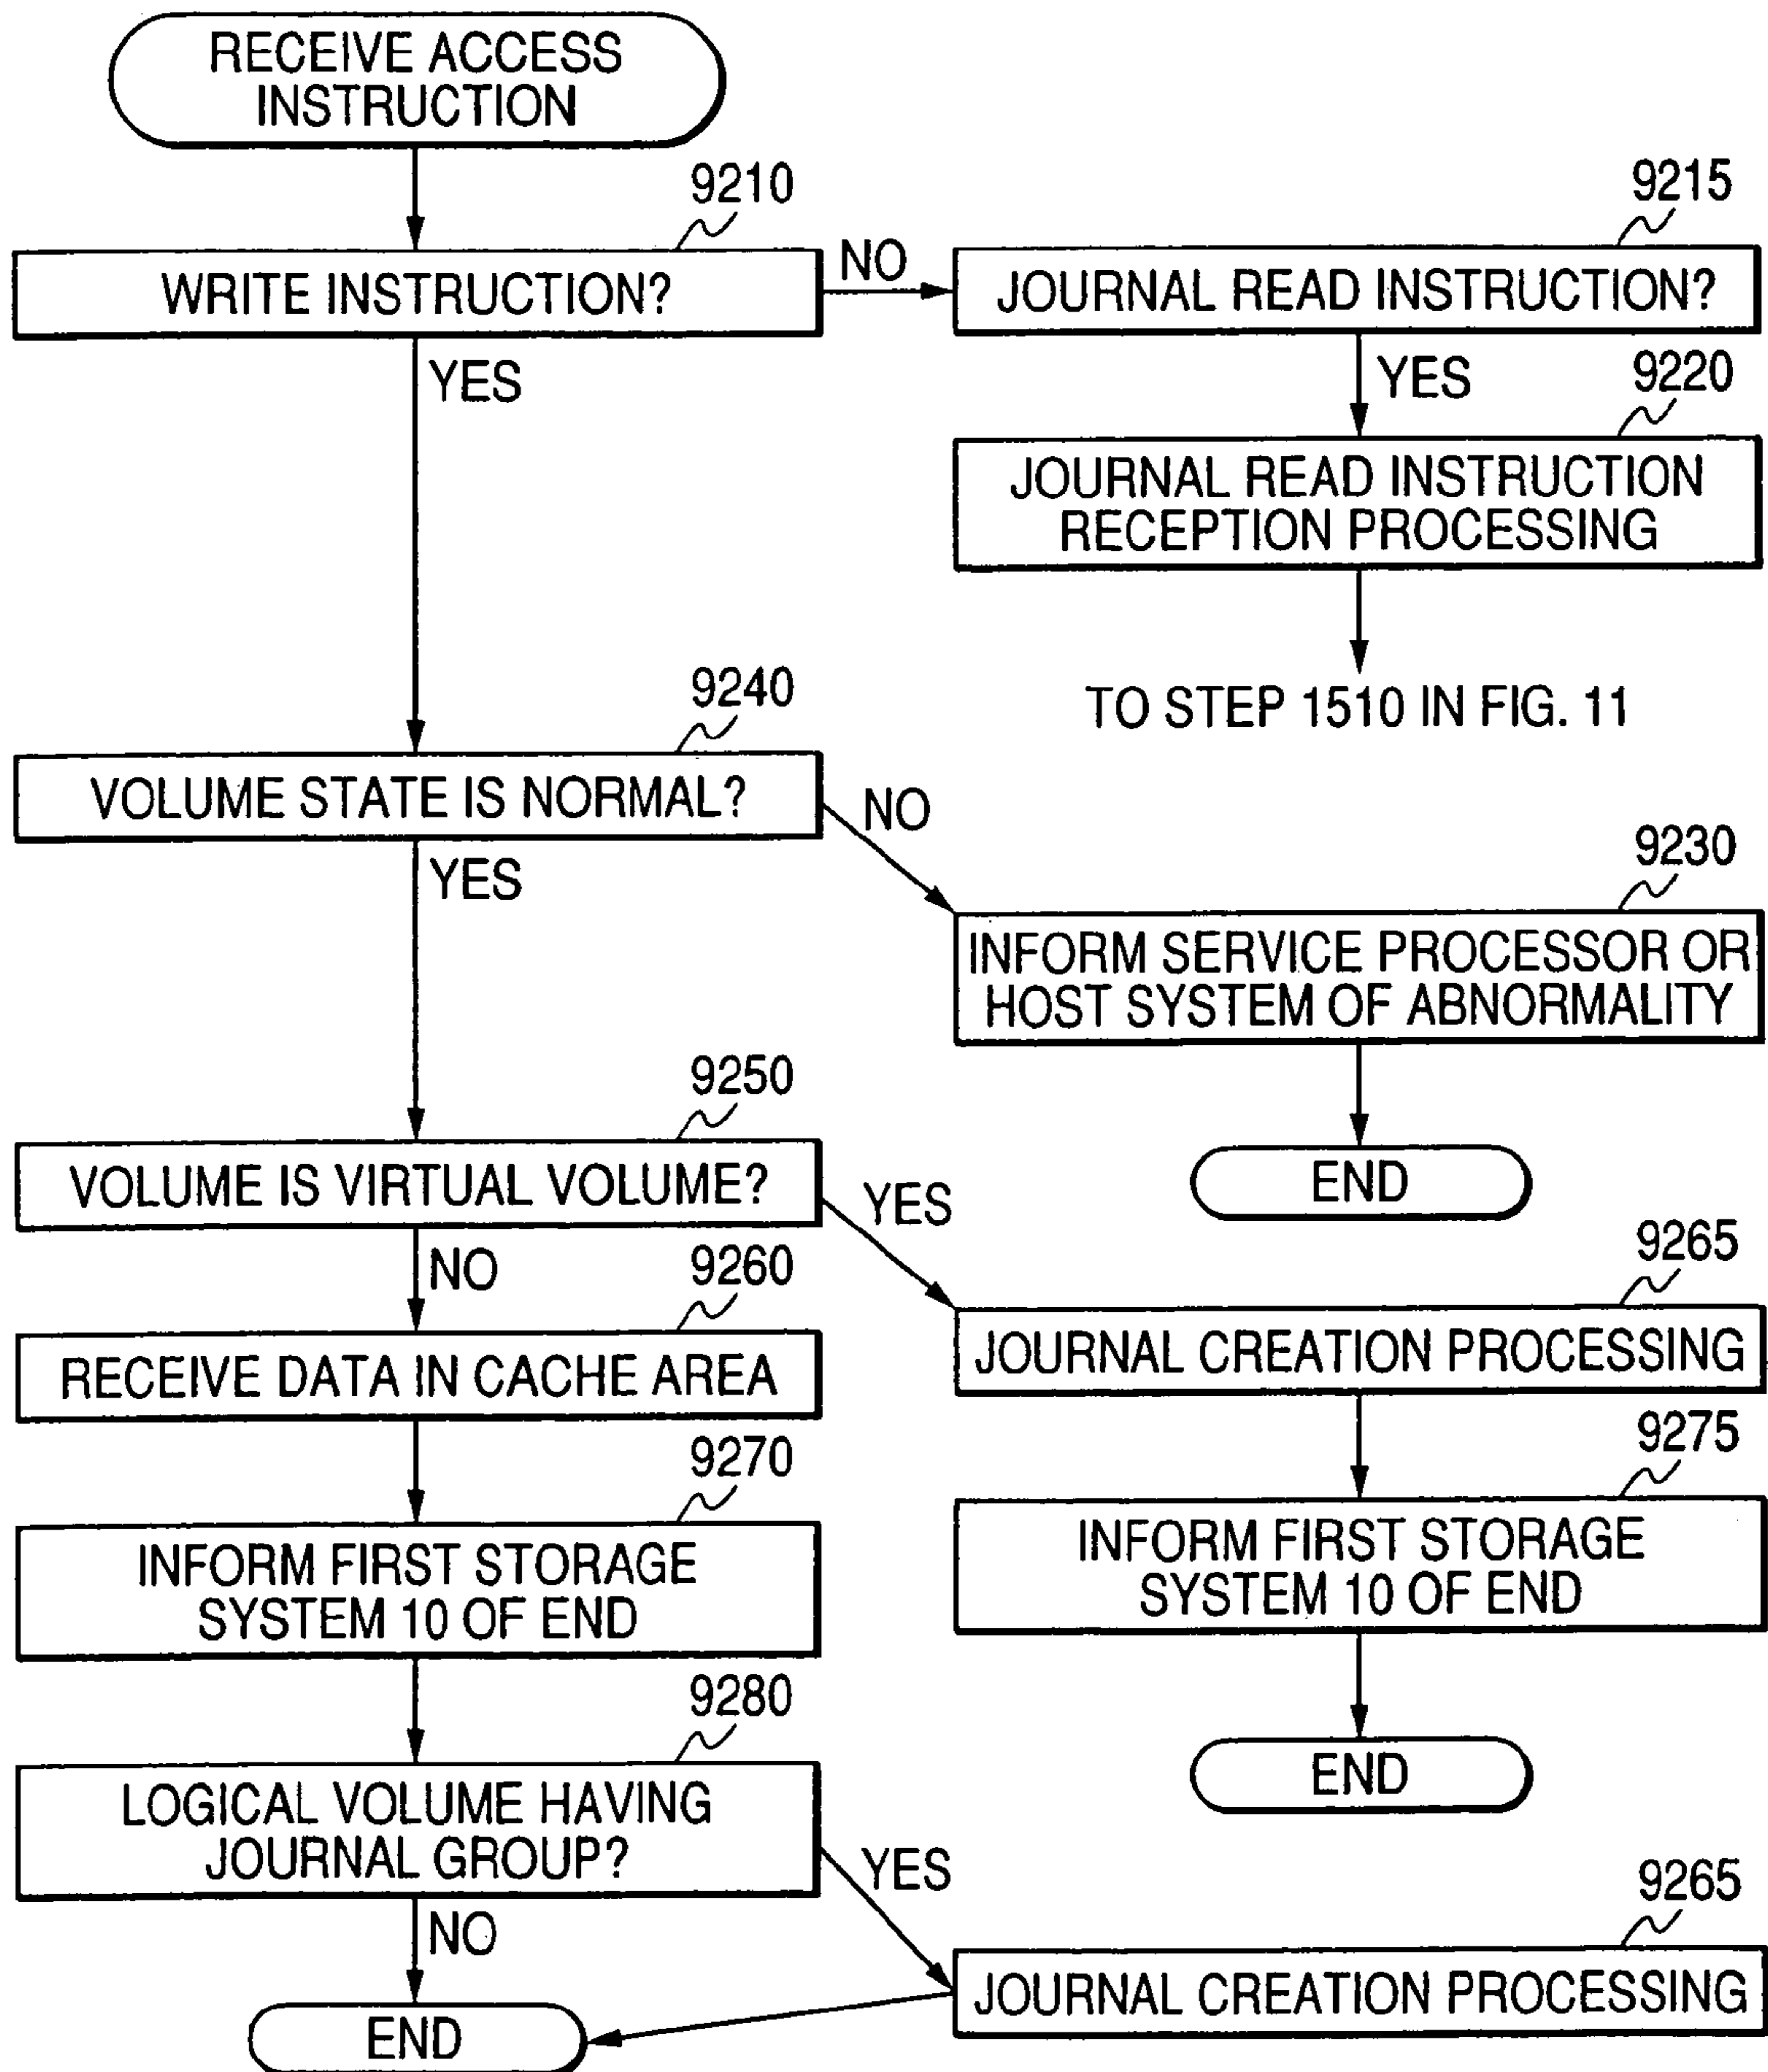 RECEIVE ACCESS
INSTRUCTION
9210
WRITE INSTRUCTION?
NO
9215
JOURNAL READ INSTRUCTION?
YES
YES
9220
JOURNAL READ INSTRUCTION
RECEPTION PROCESSING
TO STEP 1510 IN FIG. 11
9240
VOLUME STATE IS NORMAL?
NO
YES
9230
INFORM SERVICE PROCESSOR OR
HOST SYSTEM OF ABNORMALITY
END
9250
VOLUME IS VIRTUAL VOLUME?
YES
NO
9260
RECEIVE DATA IN CACHE AREA
9265
JOURNAL CREATION PROCESSING
9270
INFORM FIRST STORAGE
SYSTEM 10 OF END
9275
INFORM FIRST STORAGE
SYSTEM 10 OF END
END
9280
LOGICAL VOLUME HAVING
JOURNAL GROUP?
YES
NO
9265
JOURNAL CREATION PROCESSING
END